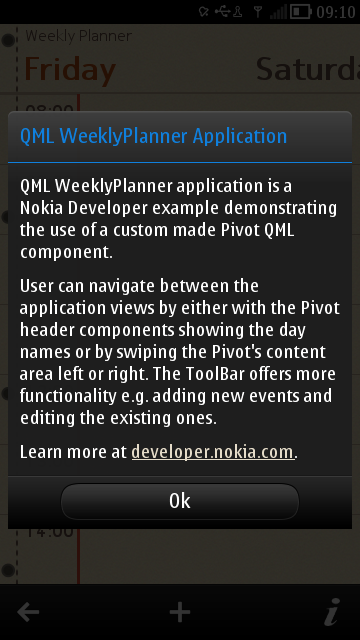 09:10
Weekly Planner
Friday Saturda
08:00
QML WeeklyPlanner Application
QML WeeklyPlanner application is a
Nokia Developer example demonstrating
the use of a custom made Pivot QML
component.
User can navigate between the
application views by either with the Pivot
header components showing the day
names or by swiping the Pivot's content
area left or right. The ToolBar offers more
functionality e.g. adding new events and
editing the existing ones.
Learn more at developer.nokia.com.
Ok
14:00